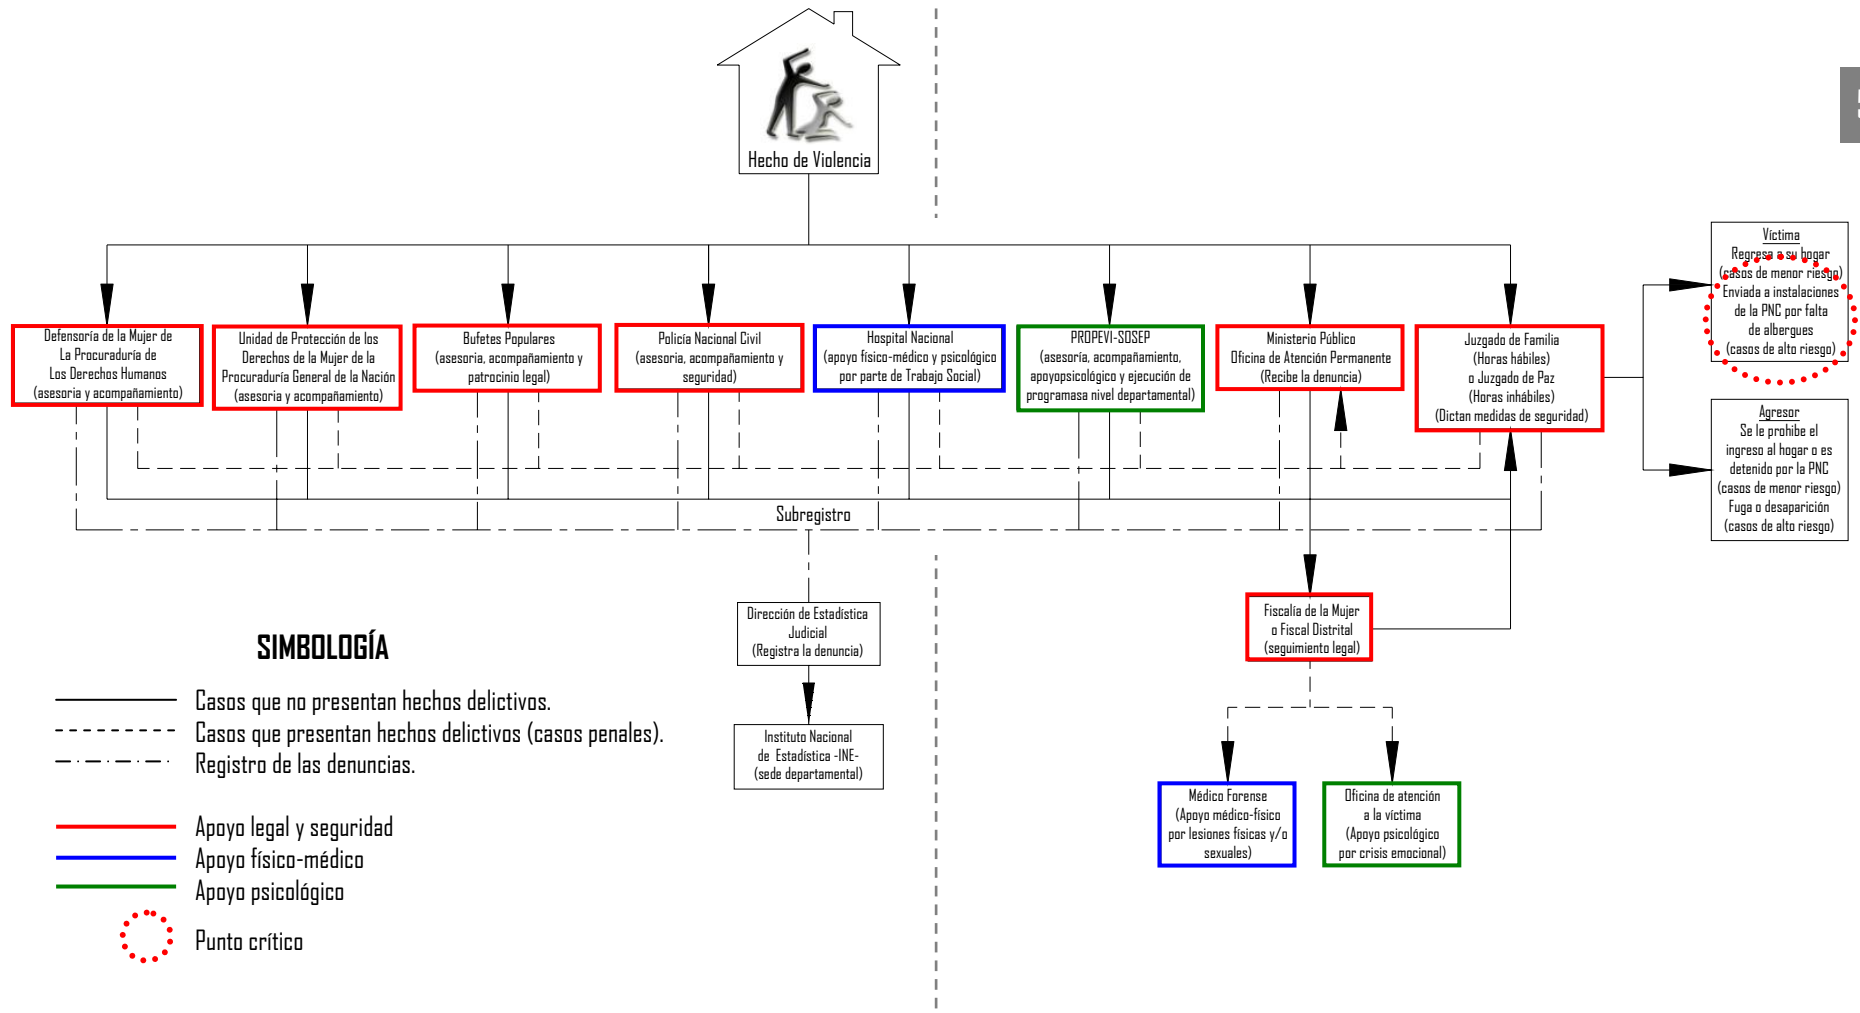 Hecho de Violencia
Defensoría de la Mujer de
La Procuraduría de
Los Derechos Humanos
(asesoria y acompañamiento)
Unidad de Protección de los
Derechos de la Mujer de la
Procuraduría General de la Nación
(asesoria y acompañamiento)
Bufetes Populares
(asesoria, acompañamiento y
patrocinio legal)
Policía Nacional Civil
(asesoria, acompañamiento y
seguridad)
Hospital Nacional
(apoyo físico-médico y psicológico
por parte de Trabajo Social)
PROPEVI-SOSEP
(asesoría, acompañamiento,
apoyopsicológico y ejecución de
programasa nivel departamental)
Ministerio Público
Oficina de Atención Permanente
(Recibe la denuncia)
Juzgado de Familia
(Horas hábiles)
o Juzgado de Paz
(Horas inhábiles)
(Dictan medidas de seguridad)
Víctima
Regresa a su hogar
(casos de menor riesgo)
Enviada a instalaciones
de la PNC por falta
de albergues
(casos de alto riesgo)
Agresor
Se le prohibe el
ingreso al hogar o es
detenido por la PNC
(casos de menor riesgo)
Fuga o desaparición
(casos de alto riesgo)
Subregistro
Dirección de Estadística
Judicial
(Registra la denuncia)
Instituto Nacional
de Estadística -INE-
(sede departamental)
Fiscalía de la Mujer
o Fiscal Distrital
(seguimiento legal)
Médico Forense
(Apoyo médico-físico
por lesiones físicas y/o
sexuales)
Oficina de atención
a la víctima
(Apoyo psicológico
por crisis emocional)
SIMBOLOGÍA
Casos que no presentan hechos delictivos.
Casos que presentan hechos delictivos (casos penales).
Registro de las denuncias.
Apoyo legal y seguridad
Apoyo físico-médico
Apoyo psicológico
Punto crítico